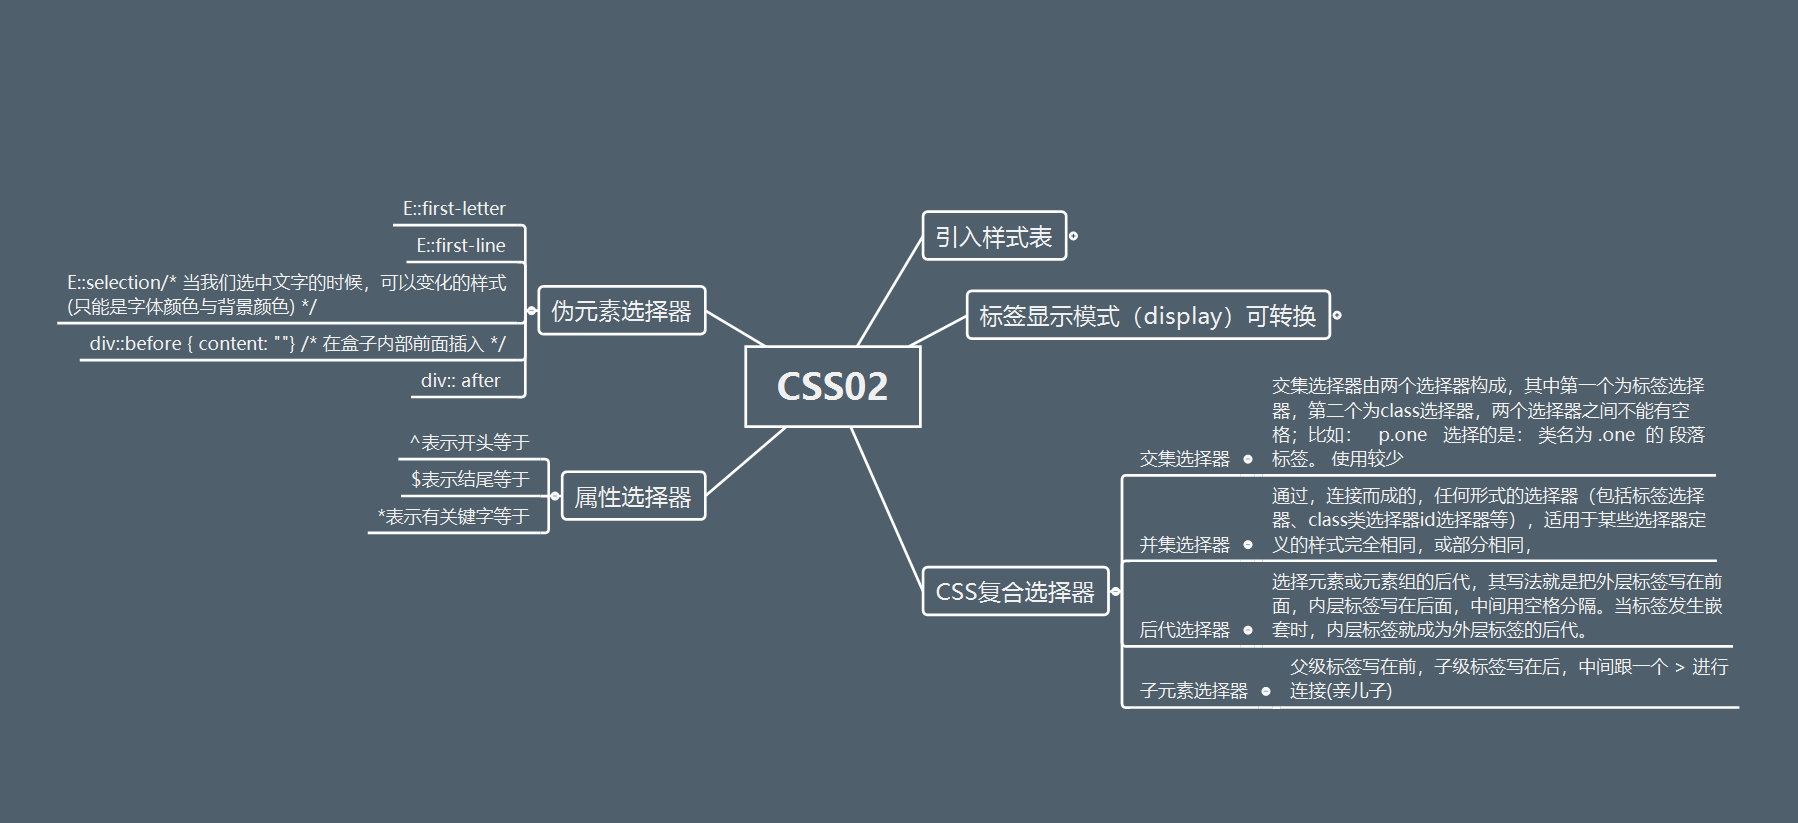 CSS02
引入样式表
标签显示模式（display）可转换
CSS复合选择器
交集选择器
交集选择器由两个选择器构成，其中第一个为标签选择
器，第二个为class选择器，两个选择器之间不能有空
格；比如： p.one 选择的是： 类名为 .one 的 段落
标签。 使用较少
并集选择器
通过，连接而成的，任何形式的选择器（包括标签选择
器、class类选择器id选择器等），适用于某些选择器定
义的样式完全相同，或部分相同，
后代选择器
选择元素或元素组的后代，其写法就是把外层标签写在前
面，内层标签写在后面，中间用空格分隔。当标签发生嵌
套时，内层标签就成为外层标签的后代。
子元素选择器
父级标签写在前，子级标签写在后，中间跟一个 > 进行
连接(亲儿子)
伪元素选择器
E::first-letter
E::first-line
E::selection/* 当我们选中文字的时候，可以变化的样式
(只能是字体颜色与背景颜色) */
div::before { content: ""} /* 在盒子内部前面插入 */
div:: after
属性选择器
^表示开头等于
$表示结尾等于
*表示有关键字等于